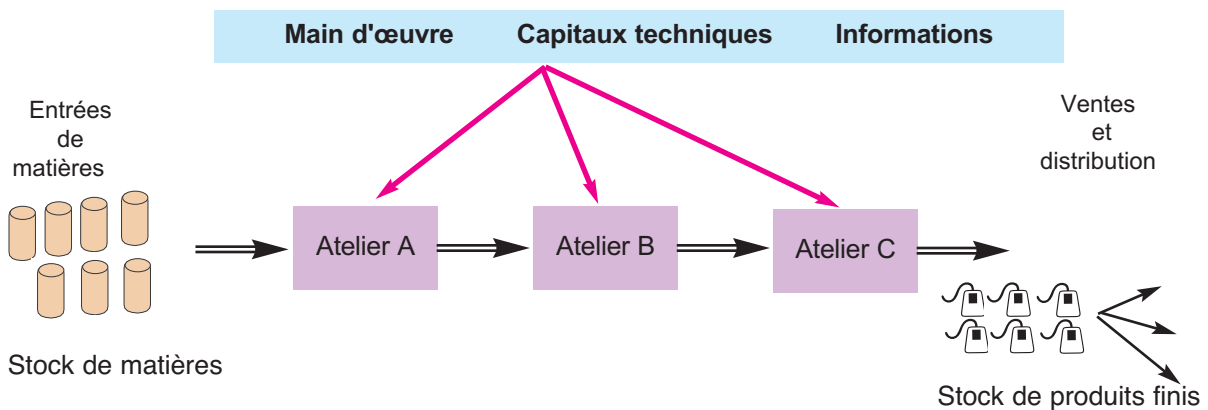 Main d'œuvre Capitaux techniques Informations
Entrées
de
matières
Ventes
et
distribution
Atelier A
Atelier B
Atelier C
Stock de matières
Stock de produits finis